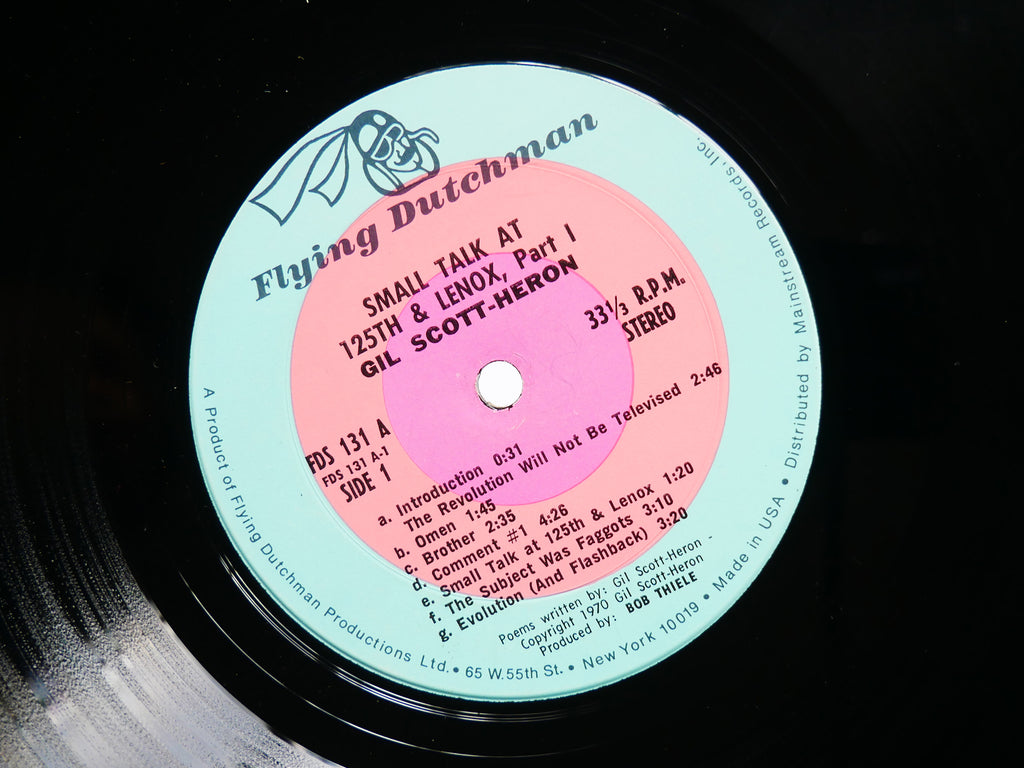 Flying Dutchman
SMALL TALK AT
125TH & LENOX, Part I
GIL SCOTT-HERON
33 1/3 R.P.M.
STEREO
FDS 131 A
FDS 131 A-1
SIDE 1
a. Introduction 0:31
The Revolution Will Not Be Televised 2:46
b. Omen 1:45
c. Brother 2:35
d. Comment #1 4:26
e. Small Talk at 125th & Lenox 1:20
f. The Subject Was Faggots 3:10
g. Evolution (And Flashback) 3:20
Poems written by: Gil Scott-Heron -
Copyright 1970 Gil Scott-Heron
Produced by: BOB THIELE
A Product of Flying Dutchman Productions Ltd. • 65 W. 55th St. • New York 10019 • Made in USA • Distributed by Mainstream Records, Inc.